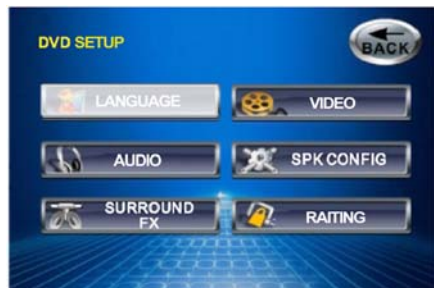 DVD SETUP
BACK
LANGUAGE
VIDEO
AUDIO
SPK CONFIG
SURROUND
FX
RAITING